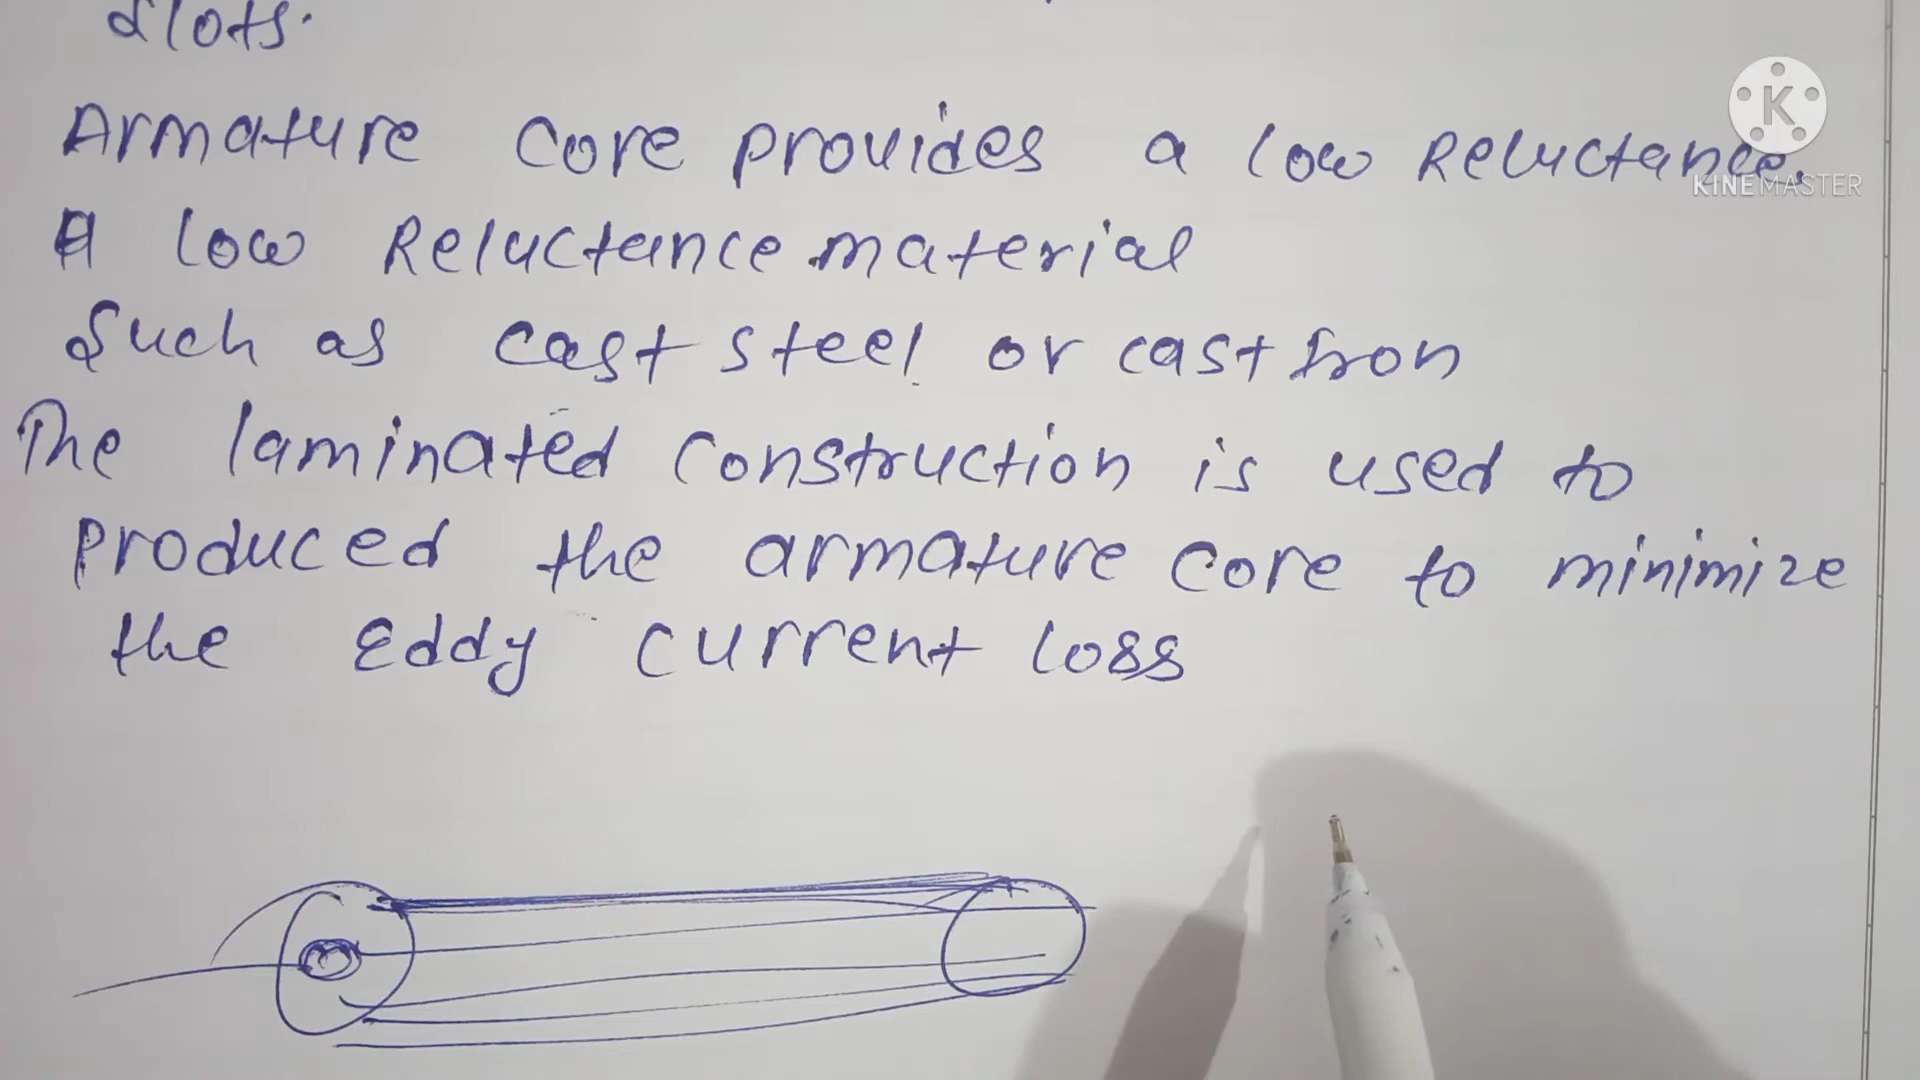 slots.
Armature core provides a low Reluctance.
A low Reluctance material
Such as cast steel or cast Iron
The laminated construction is used to
produced the armature core to minimize
the Eddy current loss
K
KINEMASTER